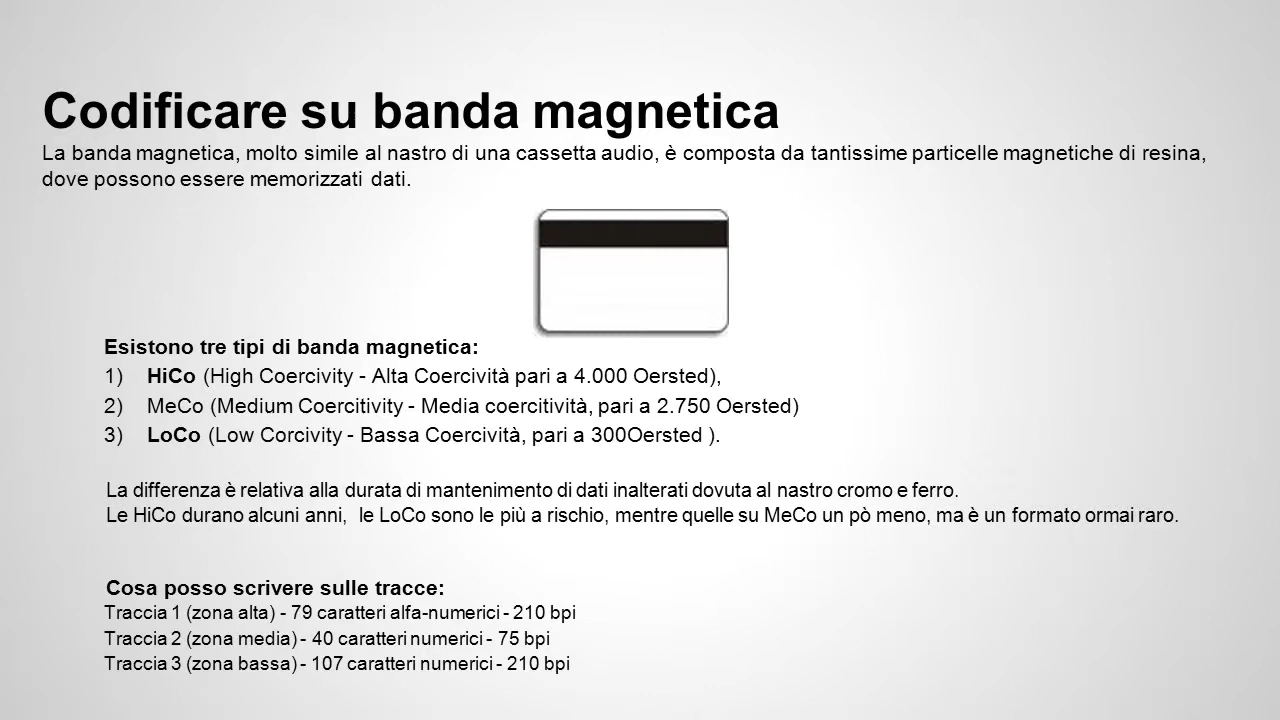 Codificare su banda magnetica
La banda magnetica, molto simile al nastro di una cassetta audio, è composta da tantissime particelle magnetiche di resina,
dove possono essere memorizzati dati.
Esistono tre tipi di banda magnetica:
1) HiCo (High Coercivity - Alta Coercività pari a 4.000 Oersted),
2) MeCo (Medium Coercitivity - Media coercitività, pari a 2.750 Oersted)
3) LoCo (Low Corcivity - Bassa Coercività, pari a 300Oersted ).
La differenza è relativa alla durata di mantenimento di dati inalterati dovuta al nastro cromo e ferro.
Le HiCo durano alcuni anni, le LoCo sono le più a rischio, mentre quelle su MeCo un pò meno, ma è un formato ormai raro.
Cosa posso scrivere sulle tracce:
Traccia 1 (zona alta) - 79 caratteri alfa-numerici - 210 bpi
Traccia 2 (zona media) - 40 caratteri numerici - 75 bpi
Traccia 3 (zona bassa) - 107 caratteri numerici - 210 bpi